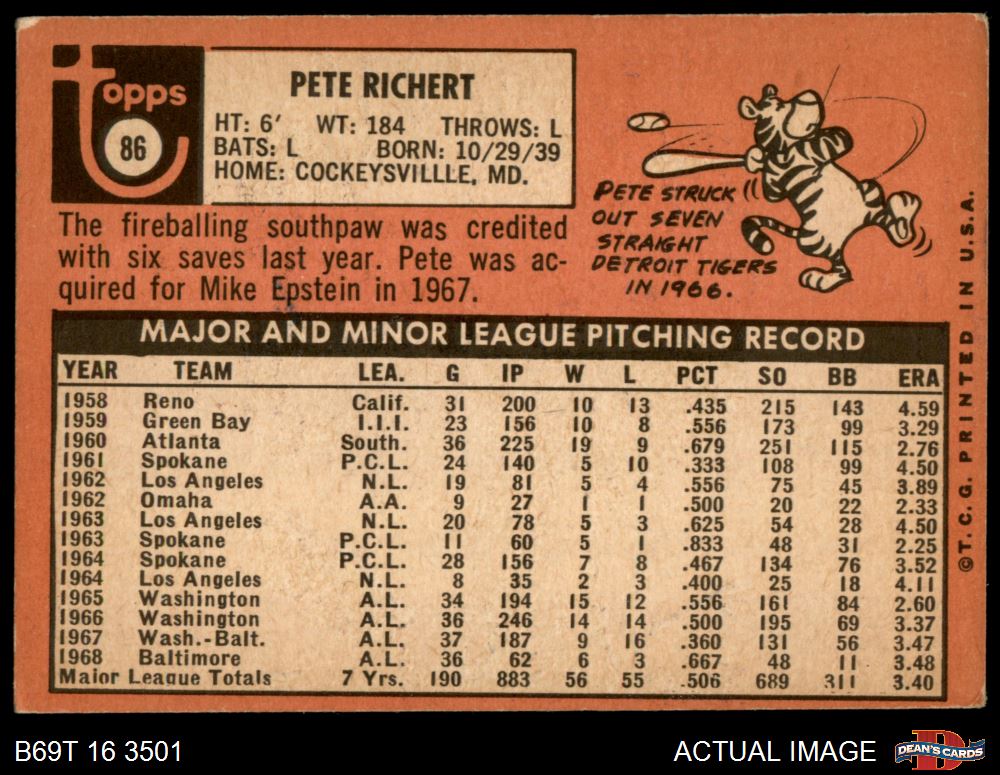 topps
86
PETE RICHERT
HT: 6' WT: 184 THROWS: L
BATS: L BORN: 10/29/39
HOME: COCKEYSVILLLE, MD.
The fireballing southpaw was credited
with six saves last year. Pete was ac-
quired for Mike Epstein in 1967.
PETE STRUCK
OUT SEVEN
STRAIGHT
DETROIT TIGERS
IN 1966.
MAJOR AND MINOR LEAGUE PITCHING RECORD
YEAR TEAM LEA. G IP W L PCT SO BB ERA
1958 Reno Calif. 31 200 10 13 .435 215 143 4.59
1959 Green Bay I.I.I. 23 156 10 8 .556 173 99 3.29
1960 Atlanta South. 36 225 19 9 .679 251 115 2.76
1961 Spokane P.C.L. 24 140 5 10 .333 108 99 4.50
1962 Los Angeles N.L. 19 81 5 4 .556 75 45 3.89
1962 Omaha A.A. 9 27 1 1 .500 20 22 2.33
1963 Los Angeles N.L. 20 78 5 3 .625 54 28 4.50
1963 Spokane P.C.L. 11 60 5 1 .833 48 31 2.25
1964 Spokane P.C.L. 28 156 7 8 .467 134 76 3.52
1964 Los Angeles N.L. 8 35 2 3 .400 25 18 4.11
1965 Washington A.L. 34 194 15 12 .556 161 84 2.60
1966 Washington A.L. 36 246 14 14 .500 195 69 3.37
1967 Wash.-Balt. A.L. 37 187 9 16 .360 131 56 3.47
1968 Baltimore A.L. 36 62 6 3 .667 48 11 3.48
Major League Totals 7 Yrs. 190 883 56 55 .506 689 311 3.40
© T. C. G. PRINTED IN U.S.A.
B69T 16 3501
ACTUAL IMAGE
D
DEAN'S CARDS